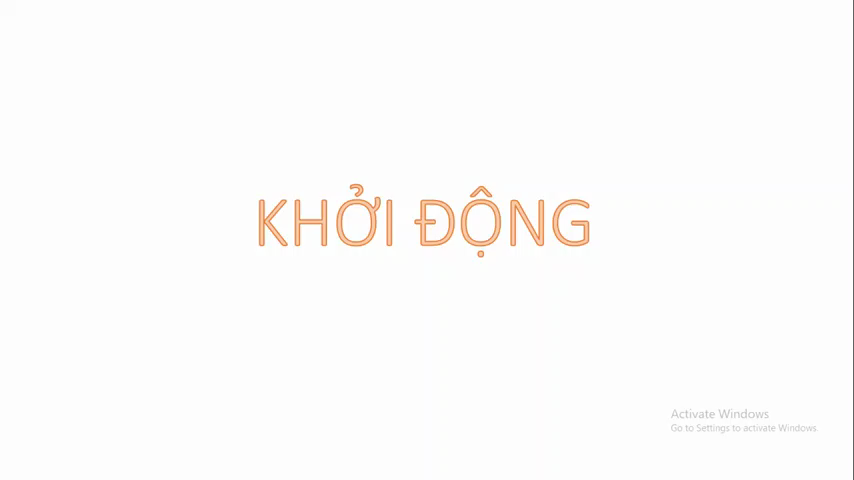 KHỞI ĐỘNG
Activate Windows
Go to Settings to activate Windows.